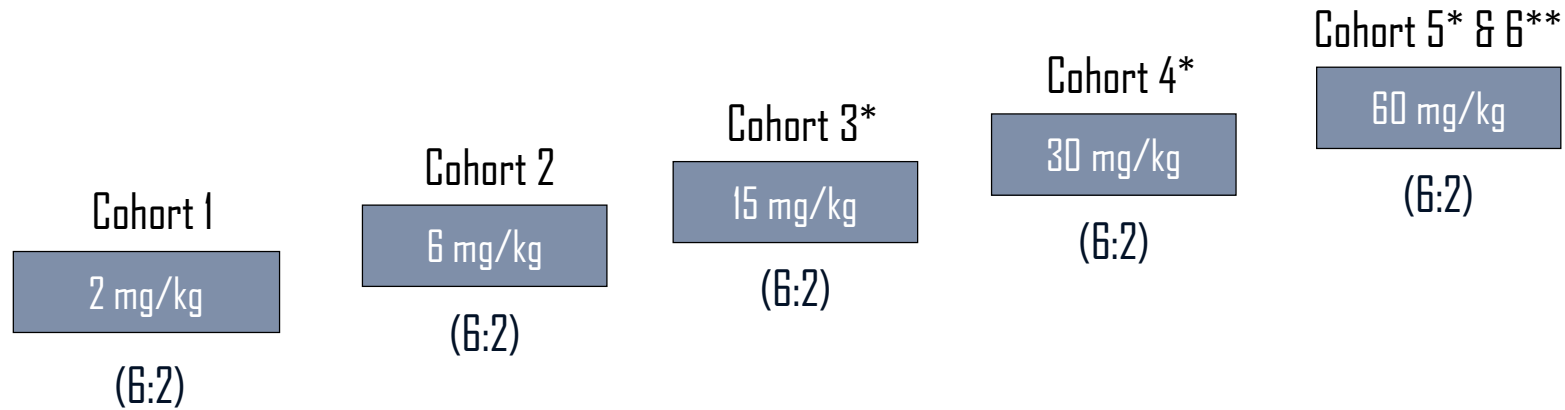 Cohort 1
2 mg/kg
(6:2)
Cohort 2
6 mg/kg
(6:2)
Cohort 3*
15 mg/kg
(6:2)
Cohort 4*
30 mg/kg
(6:2)
Cohort 5* & 6**
60 mg/kg
(6:2)